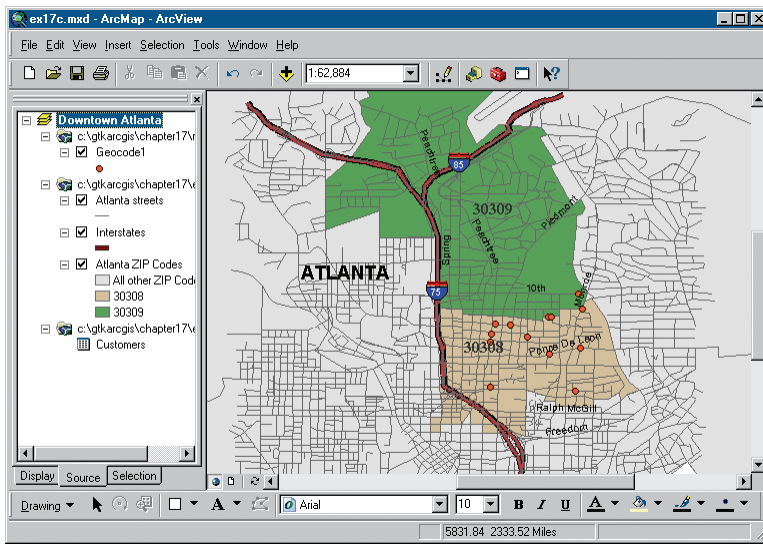 ex17c.mxd - ArcMap - ArcView
File Edit View Insert Selection Tools Window Help
1:62,884
Downtown Atlanta
c:\gtkarcgis\chapter17\r
Geocode1
c:\gtkarcgis\chapter17\e
Atlanta streets
Interstates
Atlanta ZIP Codes
All other ZIP Cod
30308
30309
c:\gtkarcgis\chapter17\e
Customers
Display Source Selection
Peachtree
85
30309
Piedmont
Peachtree
Spring
ATLANTA
75
10th
Monroe
30308
Ponce De Leon
Ralph McGill
Freedom
Drawing A Arial 10 B I U A
5831.84 2333.52 Miles